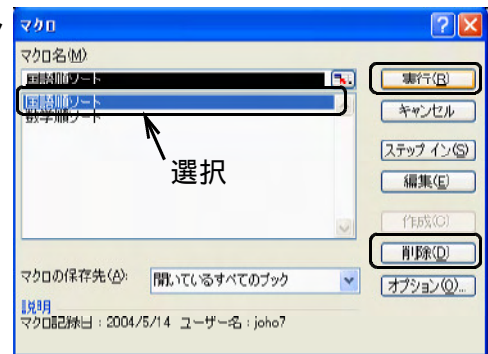 マクロ
マクロ名(M)
国語順ソート
実行(R)
国語順ソート
数学順ソート
キャンセル
ステップ イン(S)
選択
編集(E)
作成(C)
削除(D)
マクロの保存先(A):
開いているすべてのブック
オプション(O)...
説明
マクロ記録日 : 2004/5/14 ユーザー名 : joho7